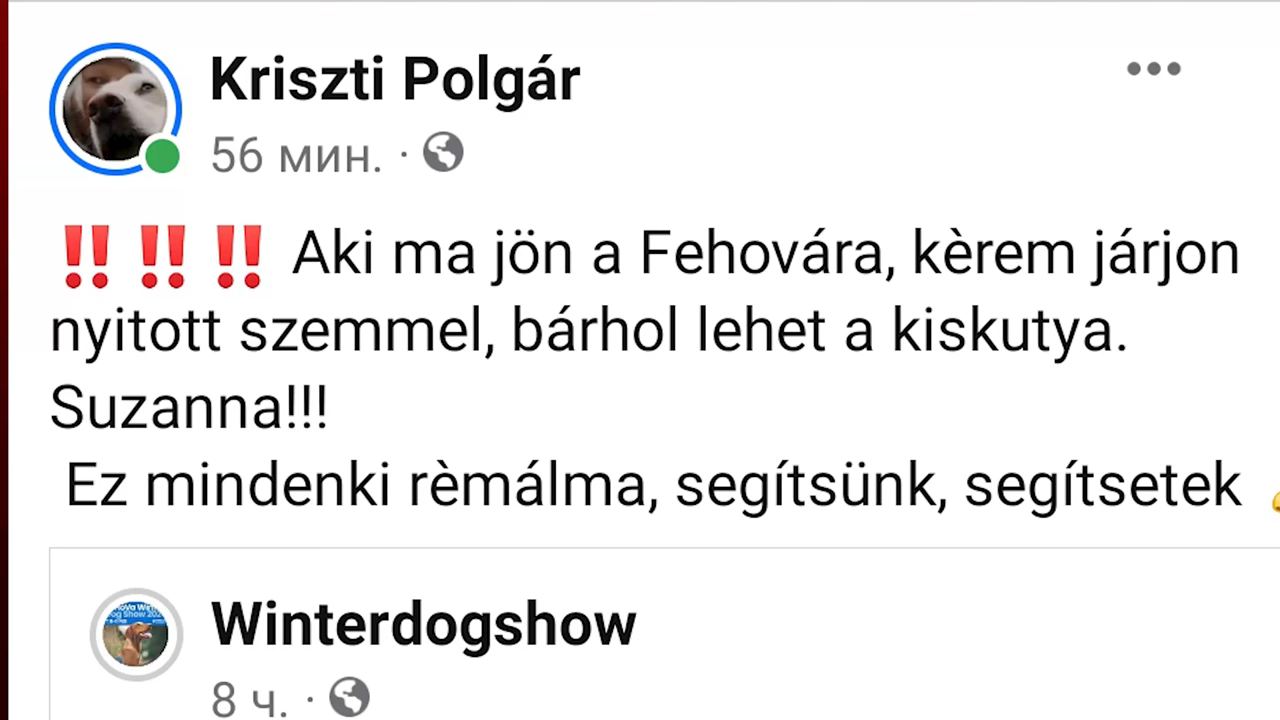 Kriszti Polgár
56 мин. ·
‼️‼️‼️ Aki ma jön a Fehovára, kèrem járjon
nyitott szemmel, bárhol lehet a kiskutya.
Suzanna!!!
Ez mindenki rèmálma, segítsünk, segítsetek
Winterdogshow
8 ч. ·